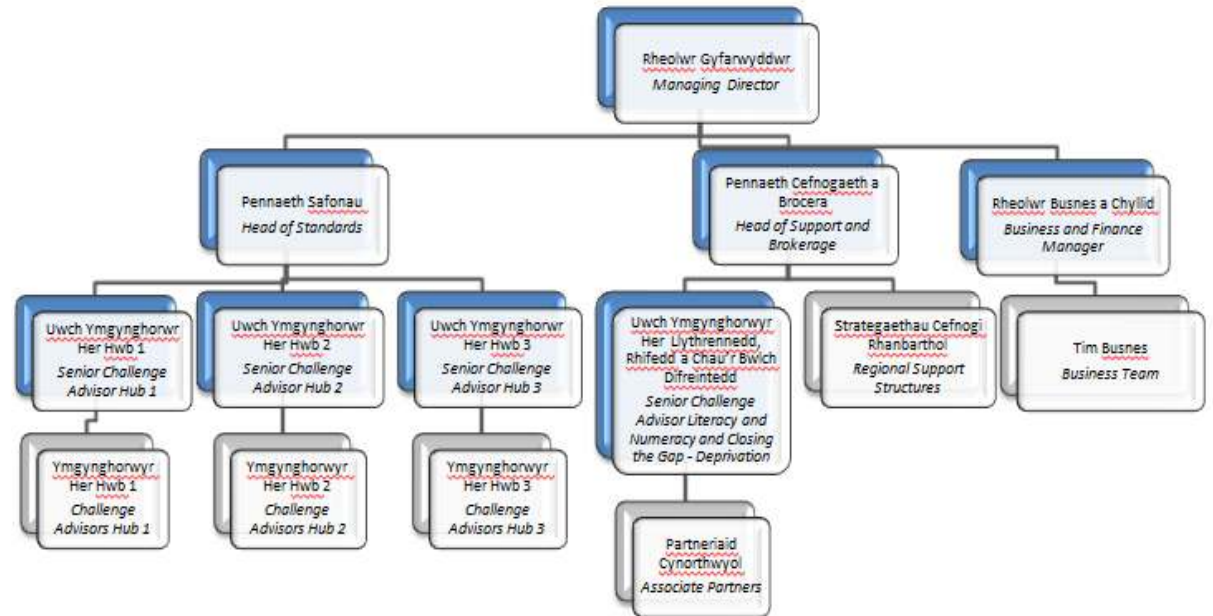 Rheolwr Gyfarwyddwr
Managing Director
Pennaeth Safonau
Head of Standards
Pennaeth Cefnogaeth a
Brocera
Head of Support and
Brokerage
Rheolwr Busnes a Chyllid
Business and Finance
Manager
Uwch Ymgynghorwr
Her Hwb 1
Senior Challenge
Advisor Hub 1
Uwch Ymgynghorwr
Her Hwb 2
Senior Challenge
Advisor Hub 2
Uwch Ymgynghorwr
Her Hwb 3
Senior Challenge
Advisor Hub 3
Uwch Ymgynghorwyr
Her Llythrennedd,
Rhifedd a Chau'r Bwlch
Difreintedd
Senior Challenge
Advisor Literacy and
Numeracy and Closing
the Gap - Deprivation
Strategaethau Cefnogi
Rhanbarthol
Regional Support
Structures
Tim Busnes
Business Team
Ymgynghorwyr
Her Hwb 1
Challenge
Advisors Hub 1
Ymgynghorwyr
Her Hwb 2
Challenge
Advisors Hub 2
Ymgynghorwyr
Her Hwb 3
Challenge
Advisors Hub 3
Partneriaid
Cynorthwyol
Associate Partners